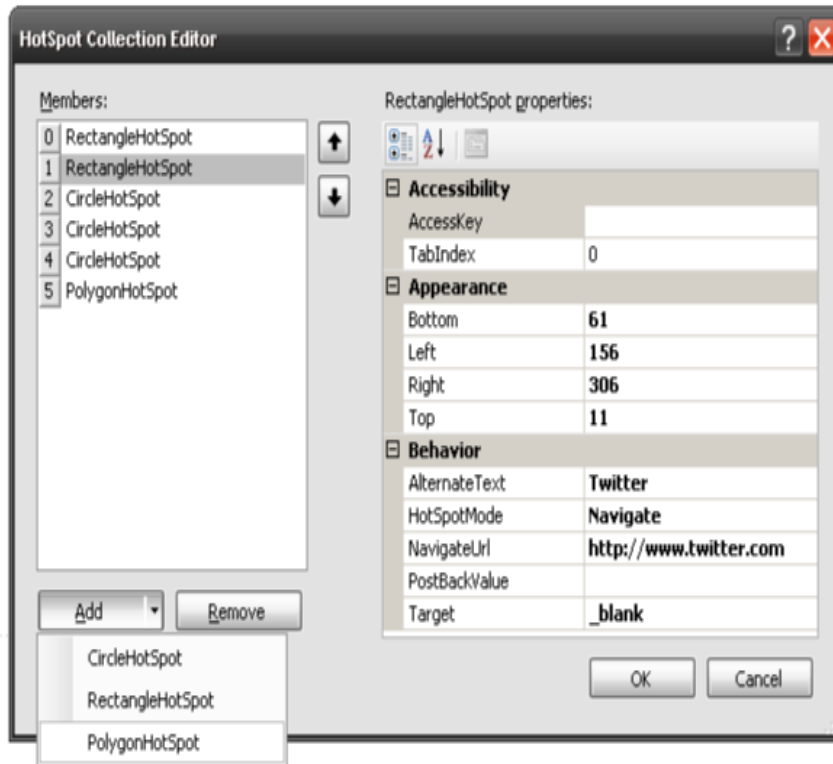 HotSpot Collection Editor
?
Members:
0 RectangleHotSpot
1 RectangleHotSpot
2 CircleHotSpot
3 CircleHotSpot
4 CircleHotSpot
5 PolygonHotSpot
Add
Remove
CircleHotSpot
RectangleHotSpot
PolygonHotSpot
RectangleHotSpot properties:
A
Z
Accessibility
AccessKey
TabIndex 0
Appearance
Bottom 61
Left 156
Right 306
Top 11
Behavior
AlternateText Twitter
HotSpotMode Navigate
NavigateUrl http://www.twitter.com
PostBackValue
Target _blank
OK
Cancel